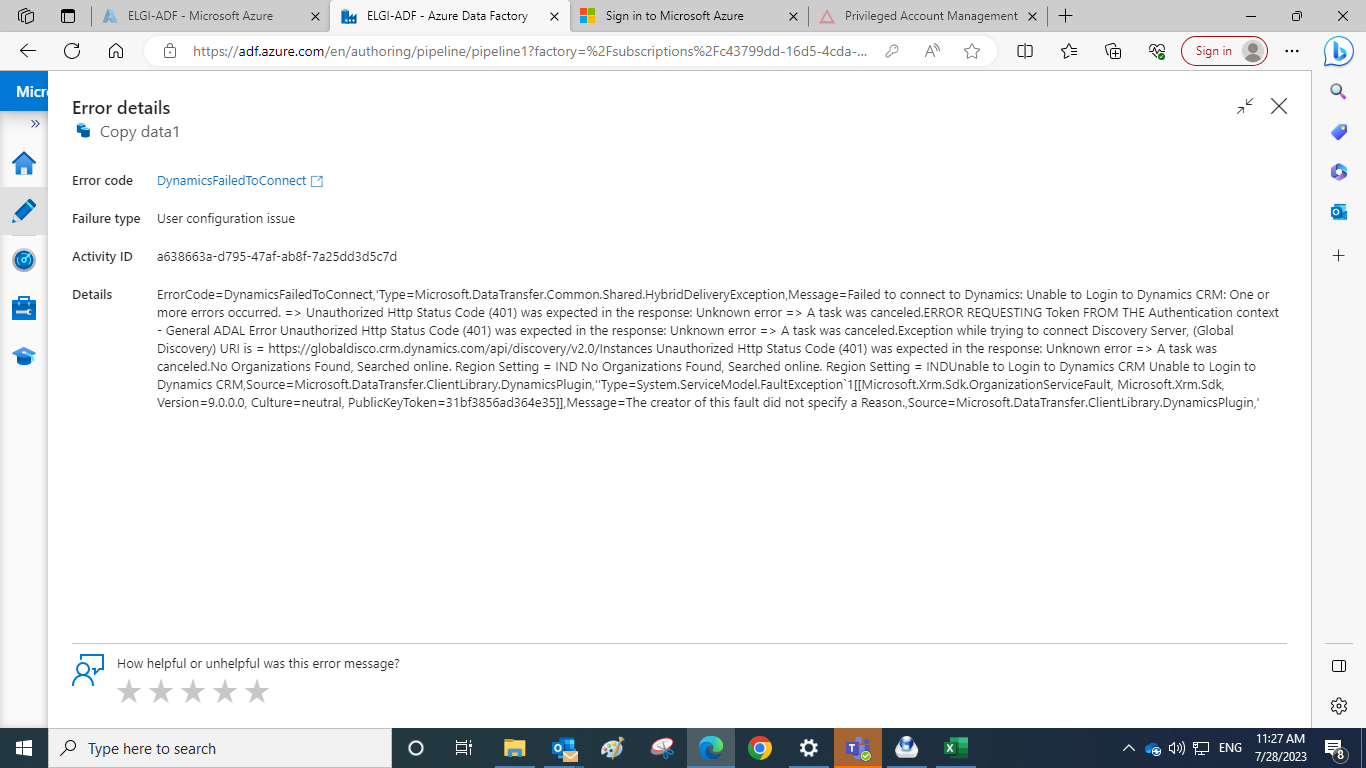 ELGI-ADF - Microsoft Azure
ELGI-ADF - Azure Data Factory
Sign in to Microsoft Azure
Privileged Account Management
https://adf.azure.com/en/authoring/pipeline/pipeline1?factory=%2Fsubscriptions%2Fc43799dd-16d5-4cda-...
Sign in
Micr
Error details
Copy data1
Error code
DynamicsFailedToConnect
Failure type
User configuration issue
Activity ID
a638663a-d795-47af-ab8f-7a25dd3d5c7d
Details
ErrorCode=DynamicsFailedToConnect,'Type=Microsoft.DataTransfer.Common.Shared.HybridDeliveryException,Message=Failed to connect to Dynamics: Unable to Login to Dynamics CRM: One or
more errors occurred. => Unauthorized Http Status Code (401) was expected in the response: Unknown error => A task was canceled.ERROR REQUESTING Token FROM THE Authentication context
- General ADAL Error Unauthorized Http Status Code (401) was expected in the response: Unknown error => A task was canceled.Exception while trying to connect Discovery Server, (Global
Discovery) URI is = https://globaldisco.crm.dynamics.com/api/discovery/v2.0/Instances Unauthorized Http Status Code (401) was expected in the response: Unknown error => A task was
canceled.No Organizations Found, Searched online. Region Setting = IND No Organizations Found, Searched online. Region Setting = INDUnable to Login to Dynamics CRM Unable to Login to
Dynamics CRM,Source=Microsoft.DataTransfer.ClientLibrary.DynamicsPlugin,''Type=System.ServiceModel.FaultException`1[[Microsoft.Xrm.Sdk.OrganizationServiceFault, Microsoft.Xrm.Sdk,
Version=9.0.0.0, Culture=neutral, PublicKeyToken=31bf3856ad364e35]],Message=The creator of this fault did not specify a Reason.,Source=Microsoft.DataTransfer.ClientLibrary.DynamicsPlugin,'
How helpful or unhelpful was this error message?
Type here to search
ENG
11:27 AM
7/28/2023
8